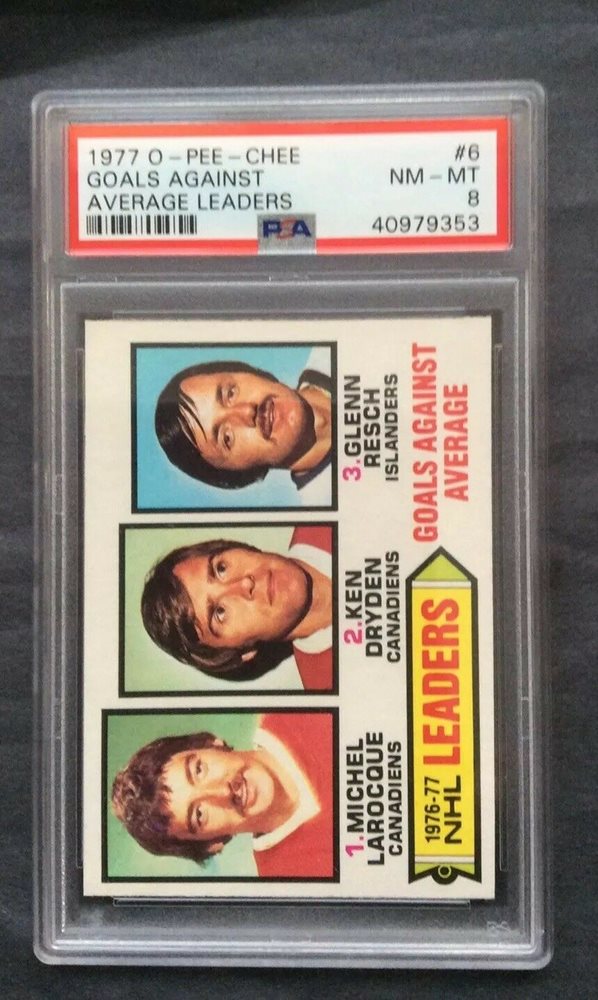 1977 O-PEE-CHEE #6
GOALS AGAINST NM-MT
AVERAGE LEADERS 8
PSA 40979353
1. MICHEL
LAROCQUE
CANADIENS
2. KEN
DRYDEN
CANADIENS
3. GLENN
RESCH
ISLANDERS
1976-77
NHL LEADERS
GOALS AGAINST
AVERAGE